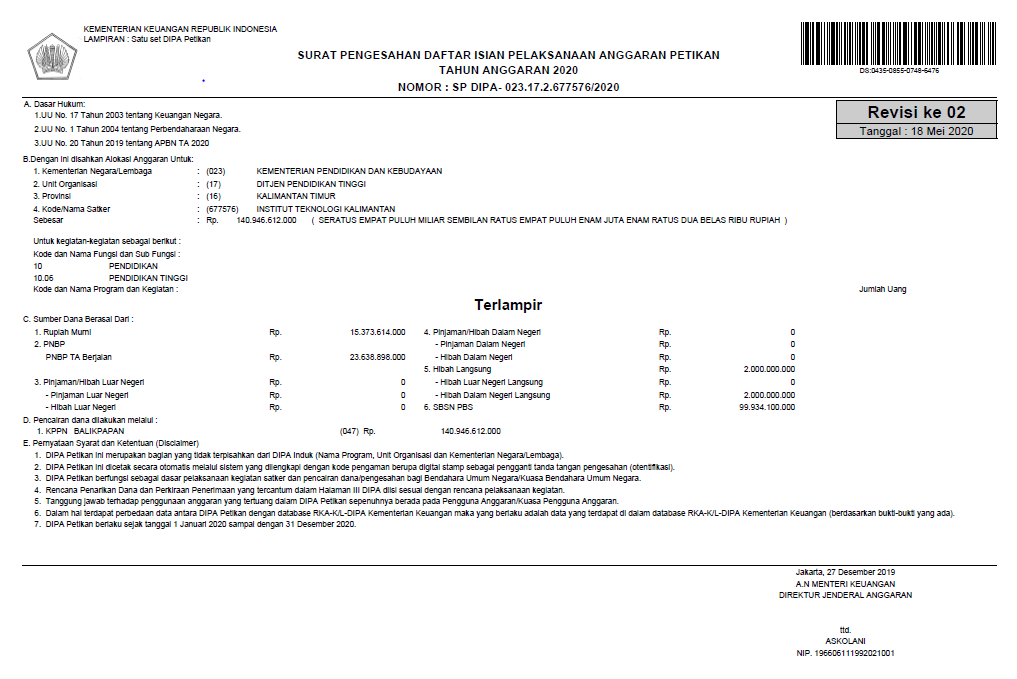 KEMENTERIAN KEUANGAN REPUBLIK INDONESIA
LAMPIRAN : Satu set DIPA Petikan
SURAT PENGESAHAN DAFTAR ISIAN PELAKSANAAN ANGGARAN PETIKAN
TAHUN ANGGARAN 2020
NOMOR : SP DIPA- 023.17.2.677576/2020
DS:0435-0855-0748-6476
Revisi ke 02
Tanggal : 18 Mei 2020
A. Dasar Hukum:
1.UU No. 17 Tahun 2003 tentang Keuangan Negara.
2.UU No. 1 Tahun 2004 tentang Perbendaharaan Negara.
3.UU No. 20 Tahun 2019 tentang APBN TA 2020
B.Dengan ini disahkan Alokasi Anggaran Untuk:
1. Kementerian Negara/Lembaga : (023) KEMENTERIAN PENDIDIKAN DAN KEBUDAYAAN
2. Unit Organisasi : (17) DITJEN PENDIDIKAN TINGGI
3. Provinsi : (16) KALIMANTAN TIMUR
4. Kode/Nama Satker : (677576) INSTITUT TEKNOLOGI KALIMANTAN
Sebesar : Rp. 140.946.612.000 ( SERATUS EMPAT PULUH MILIAR SEMBILAN RATUS EMPAT PULUH ENAM JUTA ENAM RATUS DUA BELAS RIBU RUPIAH )
Untuk kegiatan-kegiatan sebagai berikut :
Kode dan Nama Fungsi dan Sub Fungsi :
10 PENDIDIKAN
10.06 PENDIDIKAN TINGGI
Kode dan Nama Program dan Kegiatan : Jumlah Uang
Terlampir
C. Sumber Dana Berasal Dari :
1. Rupiah Murni Rp. 15.373.614.000 4. Pinjaman/Hibah Dalam Negeri Rp. 0
2. PNBP - Pinjaman Dalam Negeri Rp. 0
PNBP TA Berjalan Rp. 23.638.898.000 - Hibah Dalam Negeri Rp. 0
5. Hibah Langsung Rp. 2.000.000.000
3. Pinjaman/Hibah Luar Negeri Rp. 0 - Hibah Luar Negeri Langsung Rp. 0
- Pinjaman Luar Negeri Rp. 0 - Hibah Dalam Negeri Langsung Rp. 2.000.000.000
- Hibah Luar Negeri Rp. 0 6. SBSN PBS Rp. 99.934.100.000
D. Pencairan dana dilakukan melalui :
1. KPPN BALIKPAPAN (047) Rp. 140.946.612.000
E. Pernyataan Syarat dan Ketentuan (Disclaimer)
1. DIPA Petikan ini merupakan bagian yang tidak terpisahkan dari DIPA Induk (Nama Program, Unit Organisasi dan Kementerian Negara/Lembaga).
2. DIPA Petikan ini dicetak secara otomatis melalui sistem yang dilengkapi dengan kode pengaman berupa digital stamp sebagai pengganti tanda tangan pengesahan (otentifikasi).
3. DIPA Petikan berfungsi sebagai dasar pelaksanaan kegiatan satker dan pencairan dana/pengesahan bagi Bendahara Umum Negara/Kuasa Bendahara Umum Negara.
4. Rencana Penarikan Dana dan Perkiraan Penerimaan yang tercantum dalam Halaman III DIPA diisi sesuai dengan rencana pelaksanaan kegiatan.
5. Tanggung jawab terhadap penggunaan anggaran yang tertuang dalam DIPA Petikan sepenuhnya berada pada Pengguna Anggaran/Kuasa Pengguna Anggaran.
6. Dalam hal terdapat perbedaan data antara DIPA Petikan dengan database RKA-K/L-DIPA Kementerian Keuangan maka yang berlaku adalah data yang terdapat di dalam database RKA-K/L-DIPA Kementerian Keuangan (berdasarkan bukti-bukti yang ada).
7. DIPA Petikan berlaku sejak tanggal 1 Januari 2020 sampai dengan 31 Desember 2020.
Jakarta, 27 Desember 2019
A.N MENTERI KEUANGAN
DIREKTUR JENDERAL ANGGARAN
ttd.
ASKOLANI
NIP. 196606111992021001